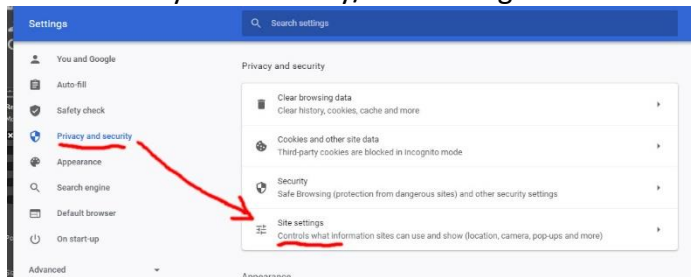 Settings
Search settings
You and Google
Auto-fill
Safety check
Privacy and security
Appearance
Search engine
Default browser
On start-up
Advanced
Privacy and security
Clear browsing data
Clear history, cookies, cache and more
Cookies and other site data
Third-party cookies are blocked in Incognito mode
Security
Safe Browsing (protection from dangerous sites) and other security settings
Site settings
Controls what information sites can use and show (location, camera, pop-ups and more)
Appearance